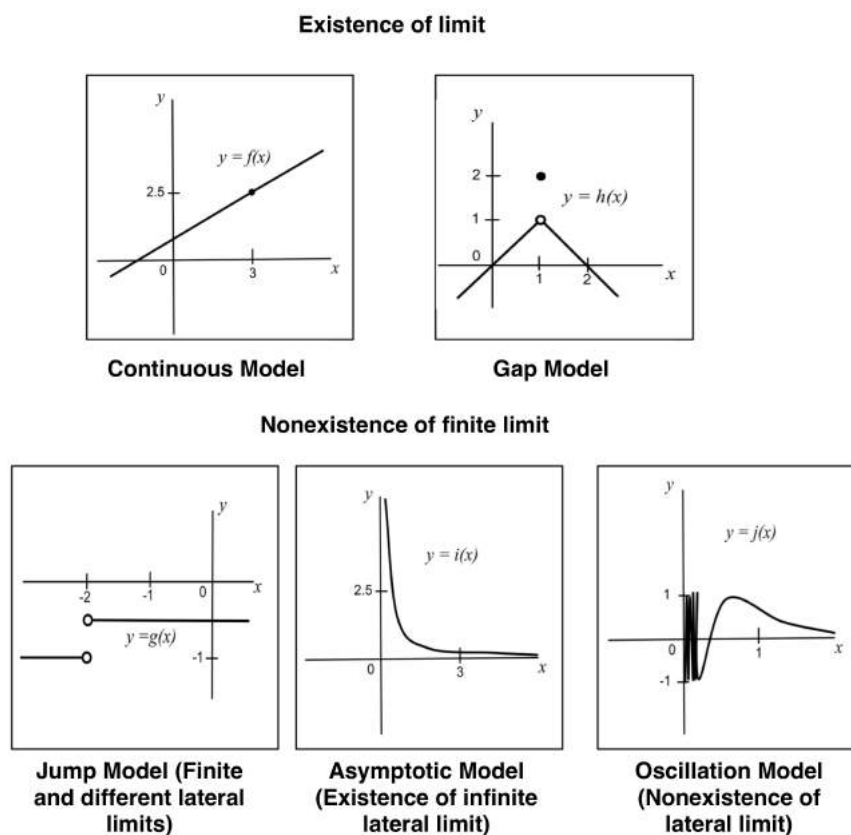 Existence of limit
y
y = f(x)
2.5
0
3
x
Continuous Model
y
2
y = h(x)
1
0
1
2
x
Gap Model
Nonexistence of finite limit
y
-2
-1
0
x
y =g(x)
-1
Jump Model (Finite
and different lateral
limits)
y
y = i(x)
2.5
0
3
x
Asymptotic Model
(Existence of infinite
lateral limit)
y
y = j(x)
1
0
1
x
-1
Oscillation Model
(Nonexistence of
lateral limit)